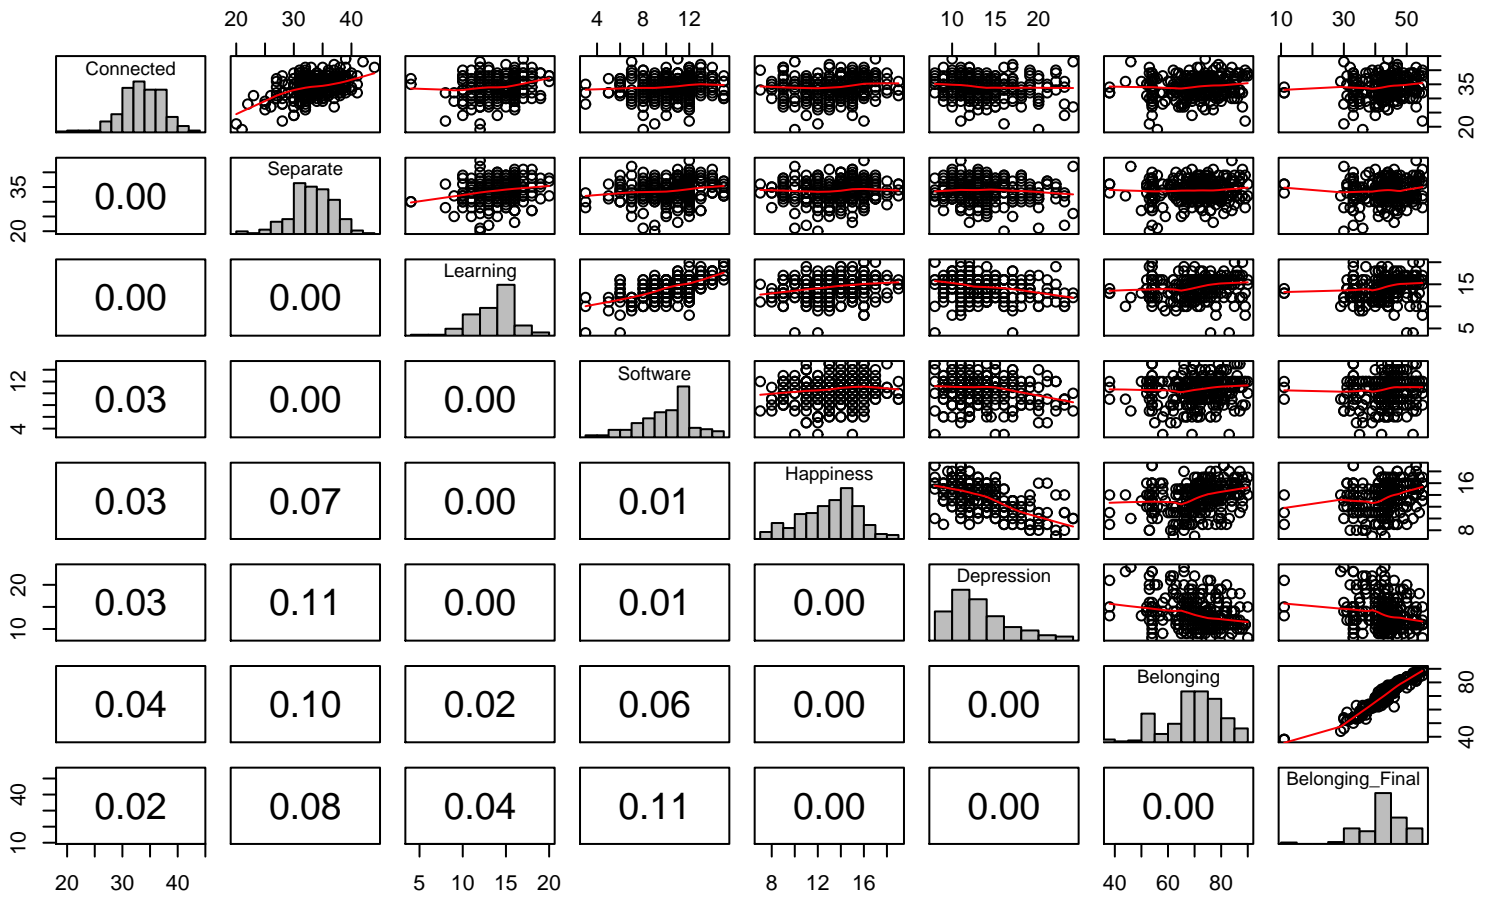 20 30 40 4 8 12 10 15 20 10 30 50
Connected
20 35
20 35
0.00
Separate
0.00 0.00
Learning
5 15
4 12
0.03 0.00 0.00
Software
0.03 0.07 0.00 0.01
Happiness
8 16
10 20
0.03 0.11 0.00 0.01 0.00
Depression
0.04 0.10 0.02 0.06 0.00 0.00
Belonging
40 80
10 40
0.02 0.08 0.04 0.11 0.00 0.00 0.00
Belonging_Final
20 30 40 5 10 15 20 8 12 16 40 60 80